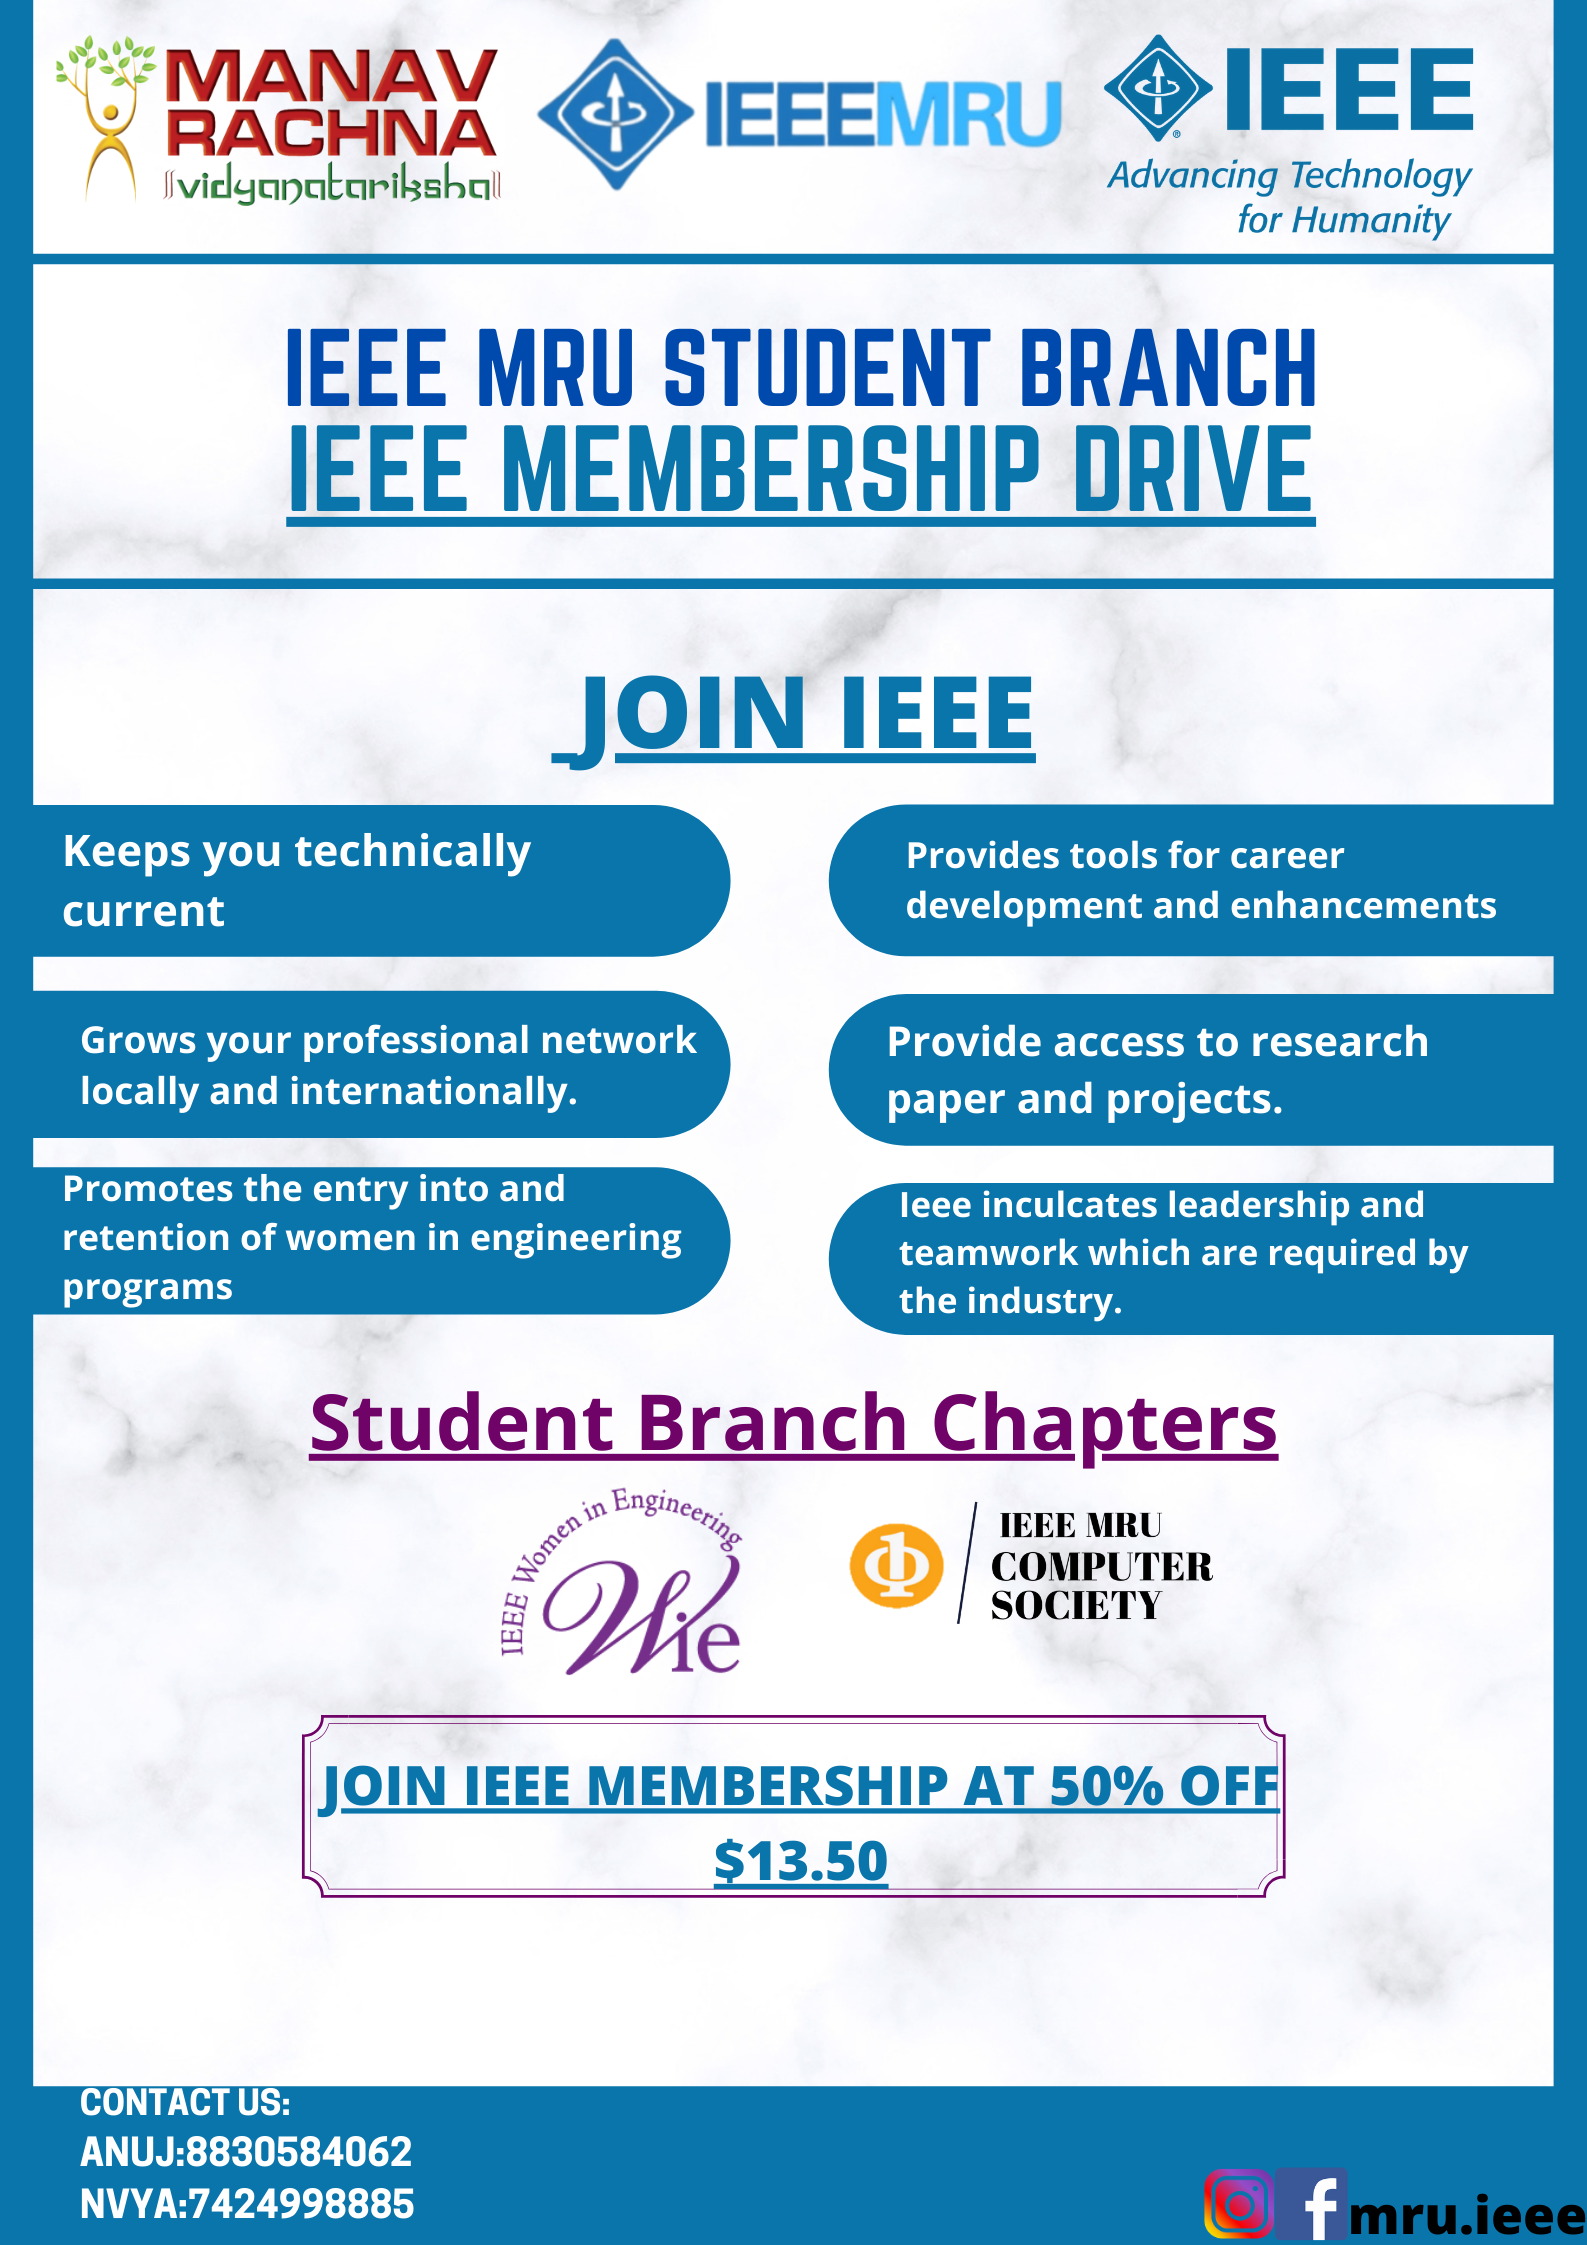 MANAV
RACHNA
vidyanatariksha
IEEEMRU
IEEE
Advancing Technology
for Humanity
IEEE MRU STUDENT BRANCH
IEEE MEMBERSHIP DRIVE
JOIN IEEE
Keeps you technically
current
Provides tools for career
development and enhancements
Grows your professional network
locally and internationally.
Provide access to research
paper and projects.
Promotes the entry into and
retention of women in engineering
programs
Ieee inculcates leadership and
teamwork which are required by
the industry.
Student Branch Chapters
IEEE Women in Engineering
Wie
IEEE MRU
COMPUTER
SOCIETY
JOIN IEEE MEMBERSHIP AT 50% OFF
$13.50
CONTACT US:
ANUJ:8830584062
NVYA:7424998885
mru.ieee